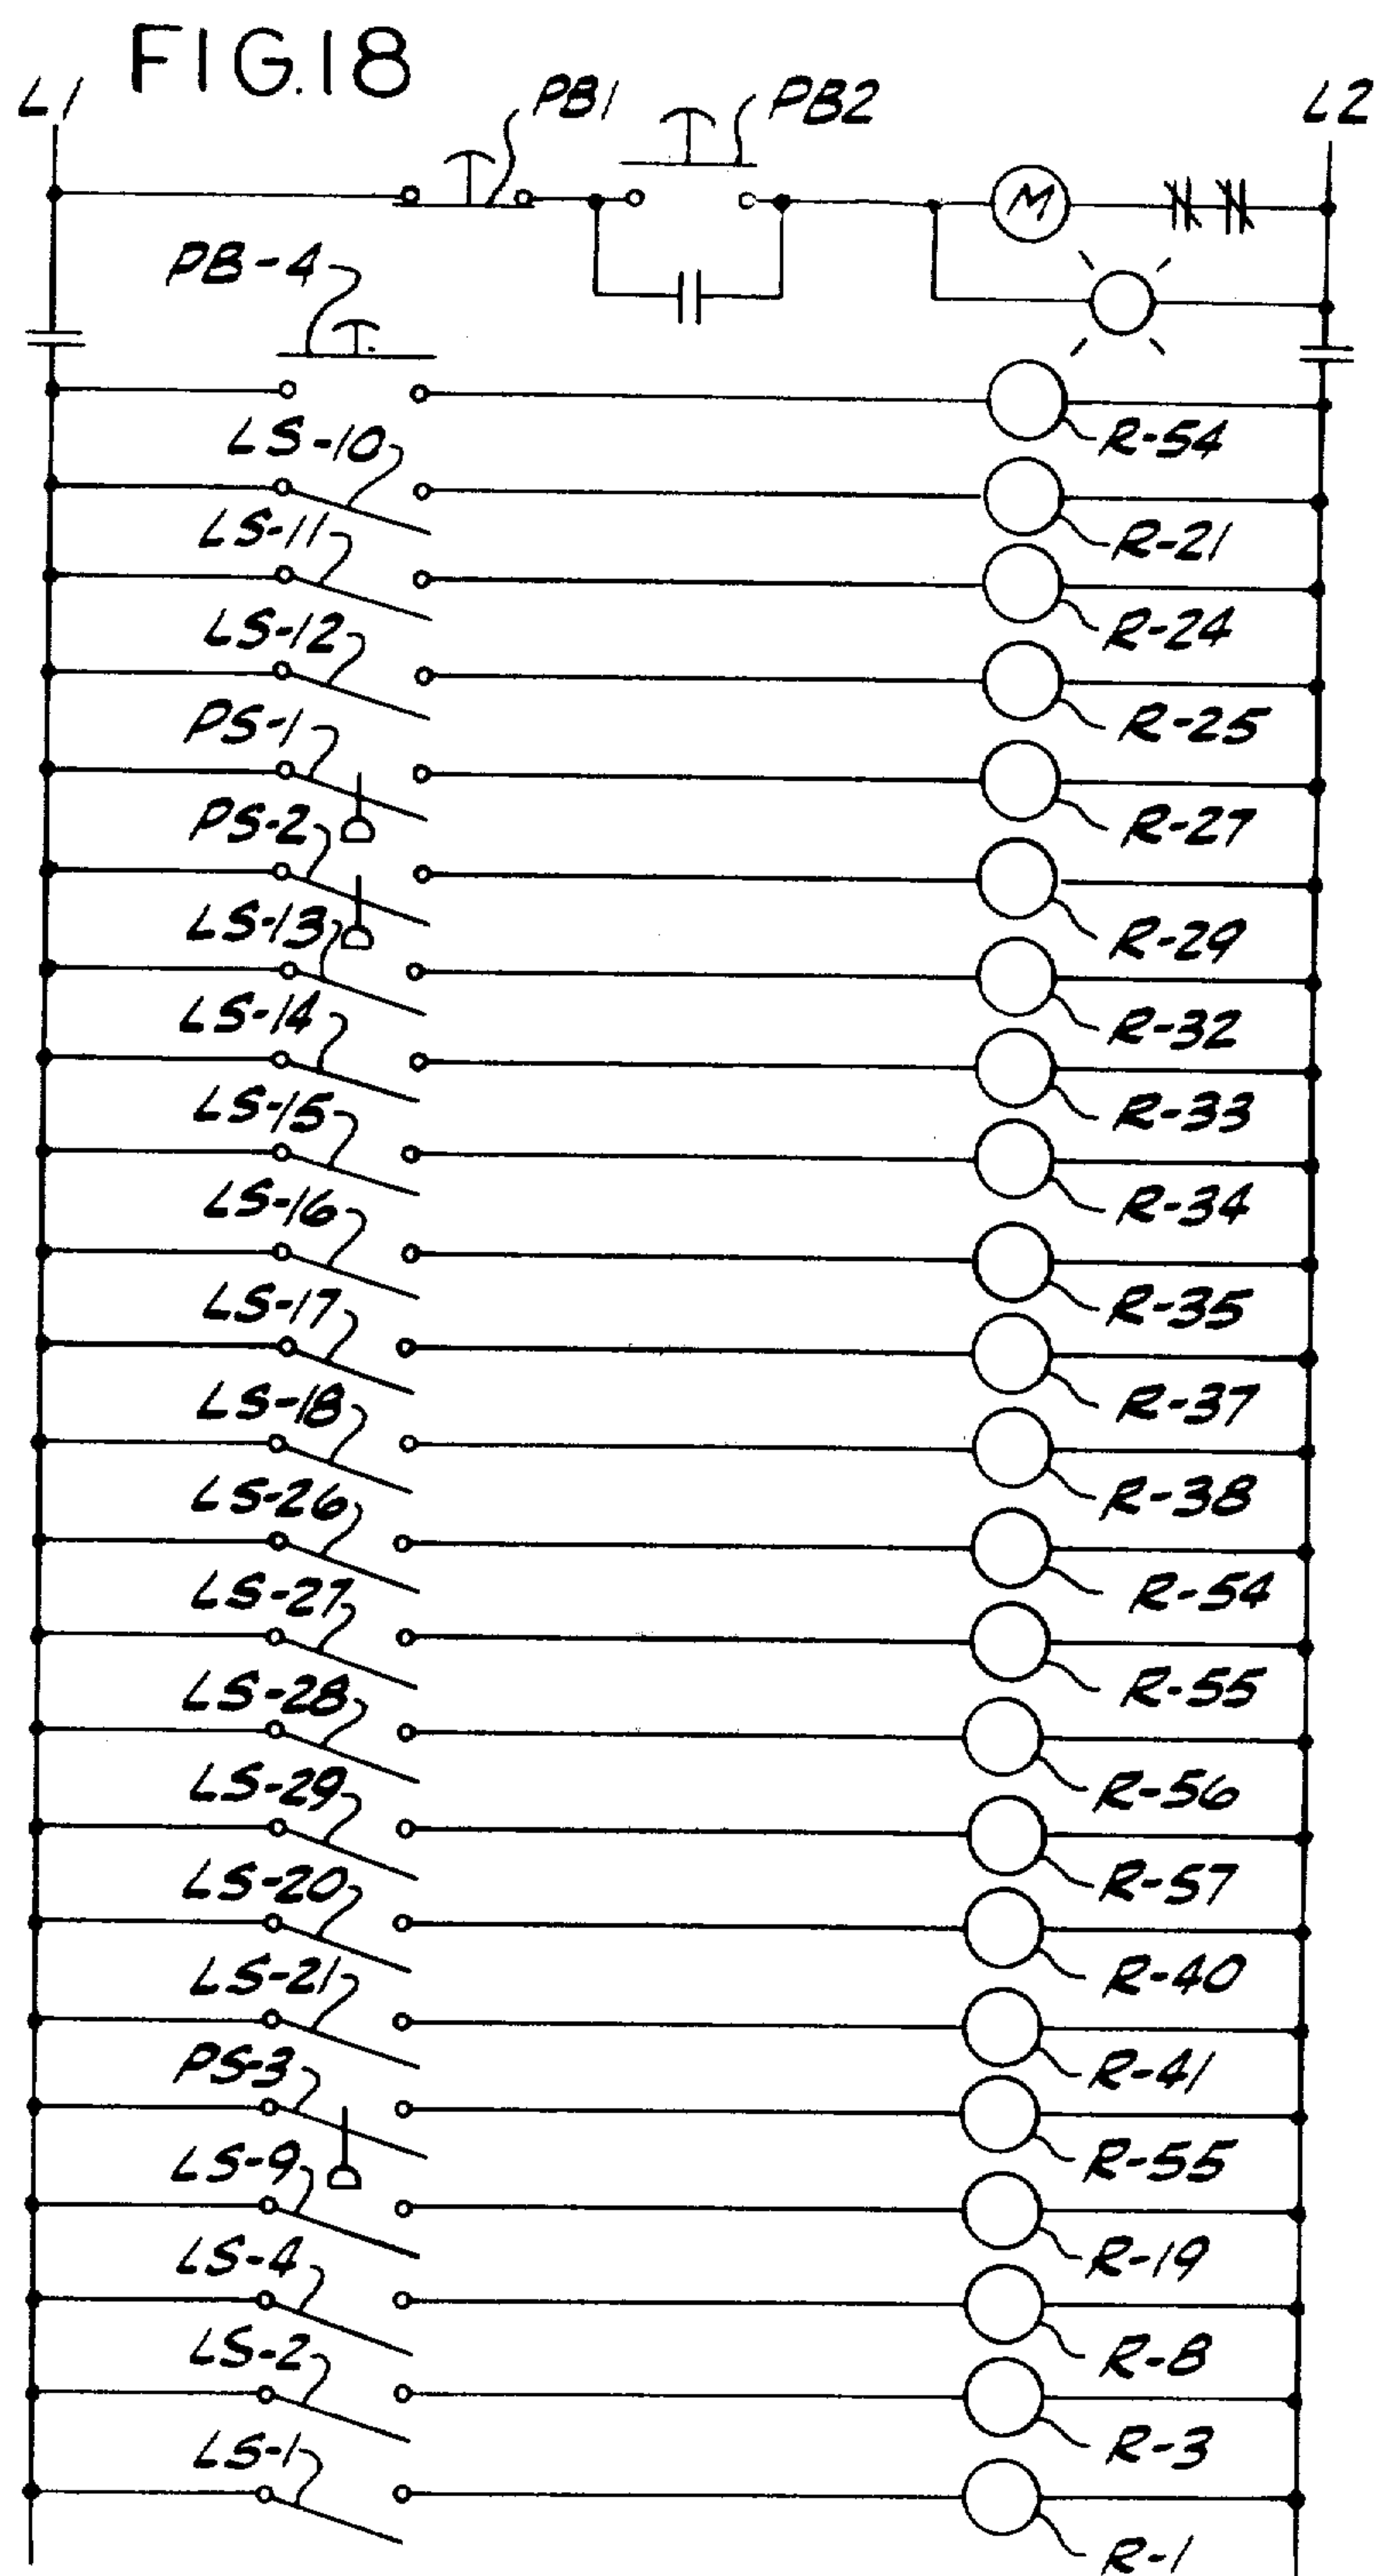 FIG.18
L1
PB1
PB2
L2
M
PB-4
R-54
LS-10
R-21
LS-11
R-24
LS-12
R-25
PS-1
R-27
PS-2
R-29
LS-13
R-32
LS-14
R-33
LS-15
R-34
LS-16
R-35
LS-17
R-37
LS-18
R-38
LS-26
R-54
LS-27
R-55
LS-28
R-56
LS-29
R-57
LS-20
R-40
LS-21
R-41
PS-3
R-55
LS-9
R-19
LS-4
R-8
LS-2
R-3
LS-1
R-1